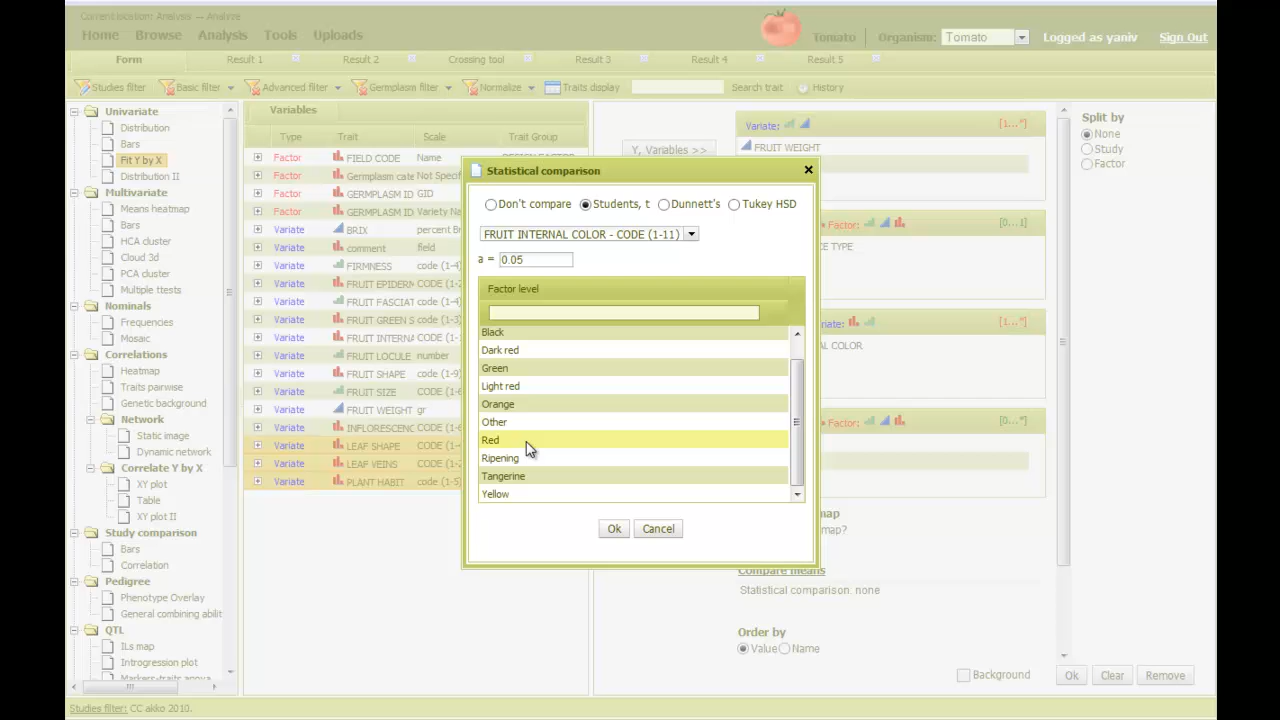 Current location: Analysis -- Analyze
Home Browse Analysis Tools Uploads
Tomato Organism: Tomato Logged as yaniv Sign Out
Form Result 1 Result 2 Crossing tool Result 3 Result 4 Result 5
Studies filter Basic filter Advanced filter Germplasm filter Normalize Traits display Search trait History
Univariate
Distribution
Bars
Fit Y by X
Distribution II
Multivariate
Means heatmap
Bars
HCA cluster
Cloud 3d
PCA cluster
Multiple ttests
Nominals
Frequencies
Mosaic
Correlations
Heatmap
Traits pairwise
Genetic background
Network
Static image
Dynamic network
Correlate Y by X
XY plot
Table
XY plot II
Study comparison
Bars
Correlation
Pedigree
Phenotype Overlay
General combining abilit
QTL
ILs map
Introgression plot
Markers-traits
Variables
Type Trait Scale Trait Group
Factor FIELD CODE Name
Factor Germplasm cate Not Specif
Factor GERMPLASM ID GID
Factor GERMPLASM ID Variety Na
Variate BRIX percent Br
Variate comment field
Variate FIRMNESS code (1-4)
Variate FRUIT EPIDERM CODE (1-2
Variate FRUIT FASCIAT code (1-4)
Variate FRUIT GREEN S code (1-3)
Variate FRUIT INTERNA CODE (1-1
Variate FRUIT LOCULE number
Variate FRUIT SHAPE code (1-9)
Variate FRUIT SIZE CODE (1-6
Variate FRUIT WEIGHT gr
Variate INFLORESCENC CODE (1-4
Variate LEAF SHAPE CODE (1-4
Variate LEAF VEINS CODE (1-2
Variate PLANT HABIT code (1-5)
Y, Variables >>
Variate: [1..."]
FRUIT WEIGHT
Factor: [0...1]
E TYPE
riate: [1..."]
AL COLOR
Factor: [0..."]
map
map?
Compare means
Statistical comparison: none
Order by
Value Name
Split by
None
Study
Factor
Background Ok Clear Remove
Statistical comparison
Don't compare Students, t Dunnett's Tukey HSD
FRUIT INTERNAL COLOR - CODE (1-11)
a = 0.05
Factor level
Black
Dark red
Green
Light red
Orange
Other
Red
Ripening
Tangerine
Yellow
Ok Cancel
Studies filter: CC akko 2010.